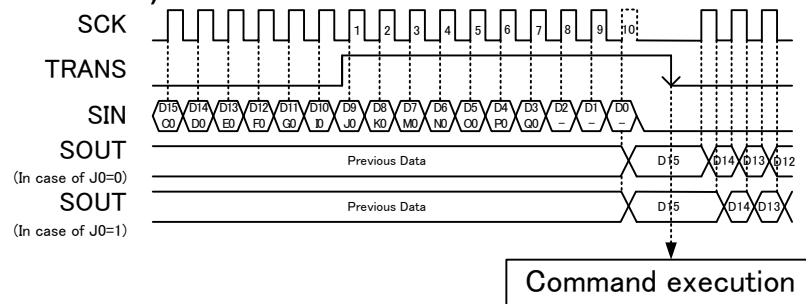 SCK 1 2 3 4 5 6 7 8 9 10
TRANS
SIN D15 D14 D13 D12 D11 D10 D9 D8 D7 D6 D5 D4 D3 D2 D1 D0
C0 D0 E0 F0 G0 I0 J0 K0 M0 N0 O0 P0 Q0 - - -
SOUT Previous Data D15 D14 D13 D12
(In case of J0=0)
SOUT Previous Data D15 D14 D13
(In case of J0=1)
Command execution